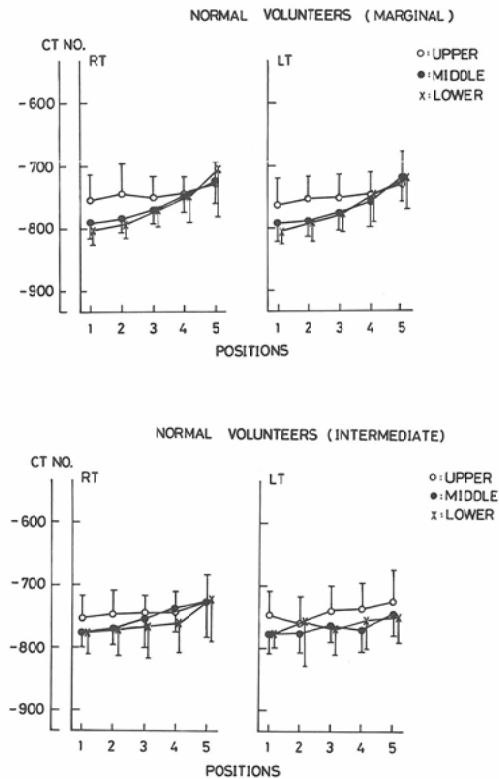 NORMAL VOLUNTEERS (MARGINAL)
CT NO.
RT
LT
○:UPPER
●:MIDDLE
x:LOWER
-600
-700
-800
-900
1 2 3 4 5
1 2 3 4 5
POSITIONS
NORMAL VOLUNTEERS (INTERMEDIATE)
CT NO.
RT
LT
○:UPPER
●:MIDDLE
x:LOWER
-600
-700
-800
-900
1 2 3 4 5
1 2 3 4 5
POSITIONS